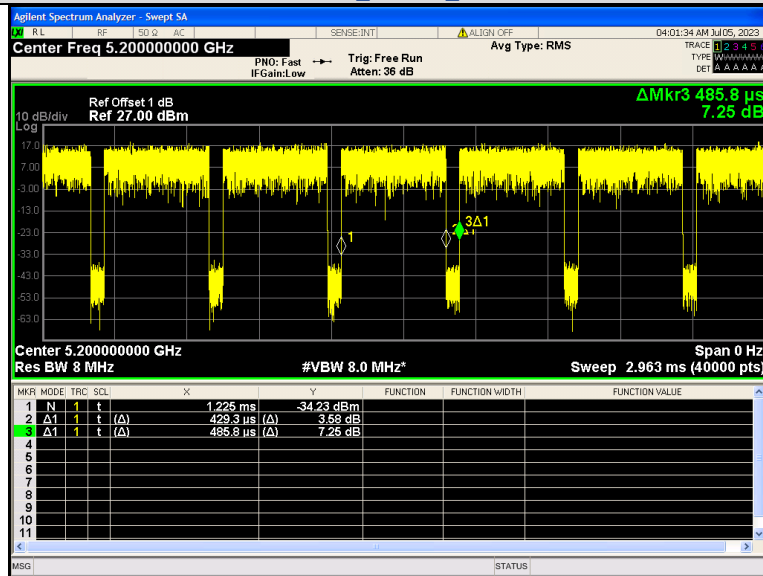 Agilent Spectrum Analyzer - Swept SA
LXI RL RF 50 Ω AC SENSE:INT ALIGN OFF 04:01:34 AM Jul 05, 2023
Center Freq 5.200000000 GHz
PNO: Fast
IFGain:Low
Trig: Free Run
Atten: 36 dB
Avg Type: RMS
TRACE 1 2 3 4 5
TYPE
DET A A A A A
ΔMkr3 485.8 µs
7.25 dB
Ref Offset 1 dB
10 dB/div Ref 27.00 dBm
Log
17.0
7.00
-3.00
-13.0
-23.0
-33.0
-43.0
-53.0
-63.0
1
3Δ1
Center 5.200000000 GHz Span 0 Hz
Res BW 8 MHz #VBW 8.0 MHz* Sweep 2.963 ms (40000 pts)
MKR MODE TRC SCL X Y FUNCTION FUNCTION WIDTH FUNCTION VALUE
1 N 1 t 1.225 ms -34.23 dBm
2 Δ1 1 t (Δ) 429.3 µs (Δ) 3.58 dB
3 Δ1 1 t (Δ) 485.8 µs (Δ) 7.25 dB
4
5
6
7
8
9
10
11
MSG STATUS